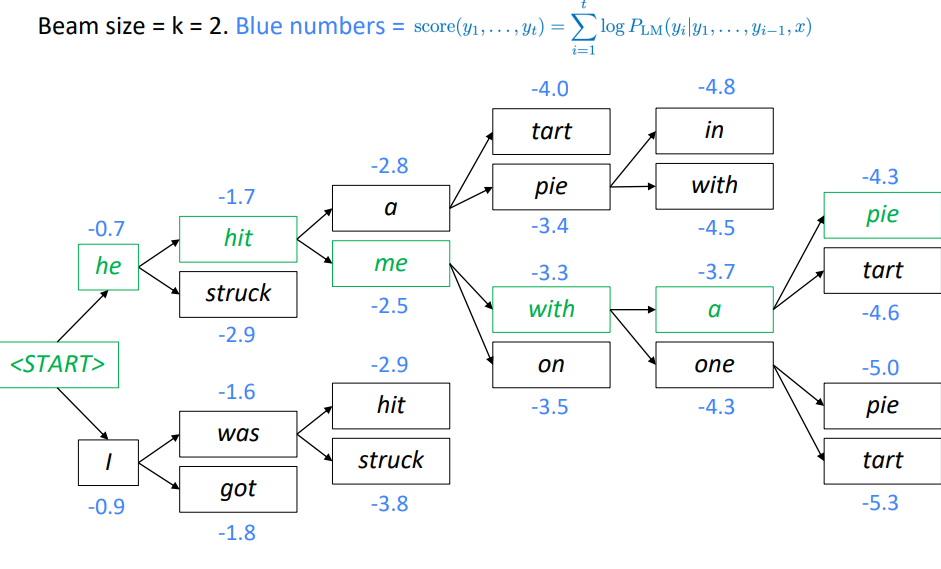 Beam size = k = 2. Blue numbers = score(y₁, . . . , yₜ) = ∑ᵢ₌₁ᵗ log P_LM(yᵢ|y₁, . . . , yᵢ₋₁, x)
-4.0
-4.8
tart
in
-2.8
-4.3
-1.7
a
pie
with
pie
-0.7
hit
-3.4
-4.5
he
me
-3.3
-3.7
tart
struck
-2.5
with
a
-4.6
-2.9
<START>
-2.9
on
one
-5.0
-1.6
hit
-3.5
-4.3
pie
was
I
struck
tart
got
-0.9
-3.8
-5.3
-1.8